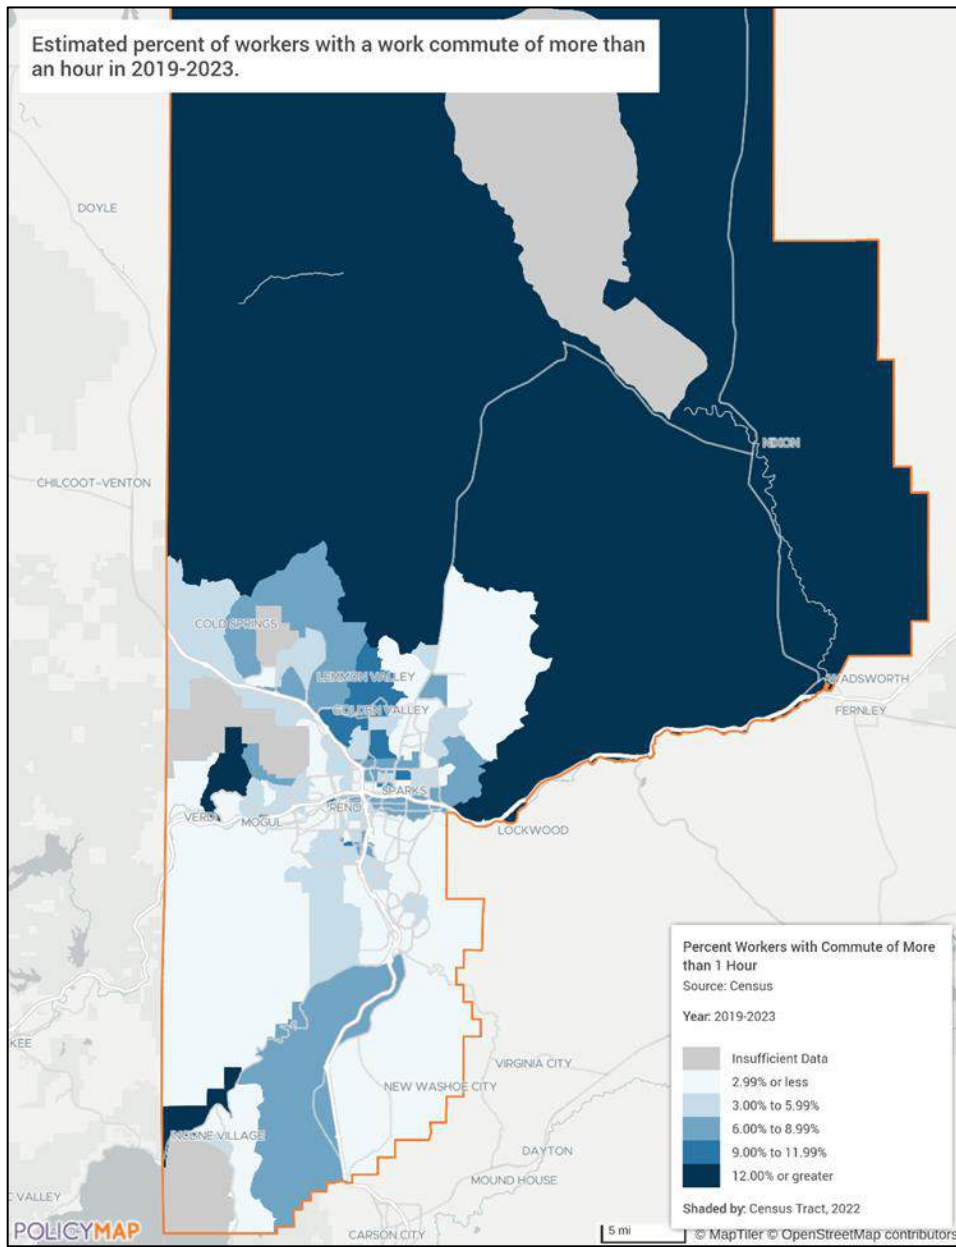 Estimated percent of workers with a work commute of more than
an hour in 2019-2023.
DOYLE
CHILCOOT-VENTON
NIXON
COLD SPRINGS
LEMMON VALLEY
GOLDEN VALLEY
WADSWORTH
FERNLEY
SPARKS
RENO
VERDI
MOGUL
LOCKWOOD
Percent Workers with Commute of More
than 1 Hour
Source: Census
Year: 2019-2023
Insufficient Data
2.99% or less
3.00% to 5.99%
6.00% to 8.99%
9.00% to 11.99%
12.00% or greater
Shaded by: Census Tract, 2022
KEE
VIRGINIA CITY
NEW WASHOE CITY
INCLINE VILLAGE
DAYTON
MOUND HOUSE
C VALLEY
CARSON CITY
POLICYMAP
5 mi
© MapTiler © OpenStreetMap contributors